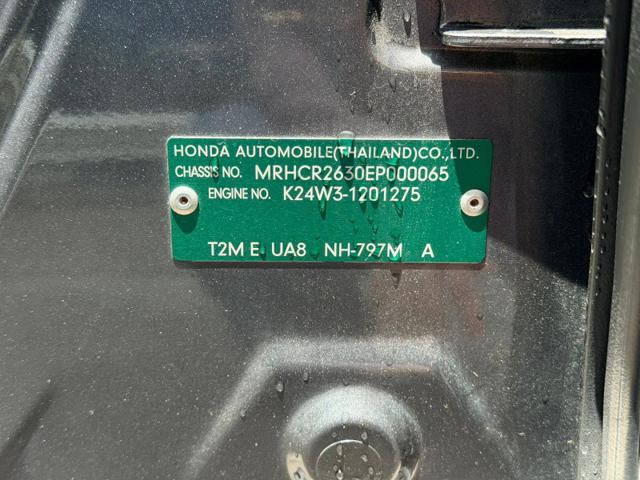 HONDA AUTOMOBILE(THAILAND)CO.,LTD.
CHASSIS NO. MRHCR2630EP000065
ENGINE NO. K24W3-1201275
T2M E UA8 NH-797M A